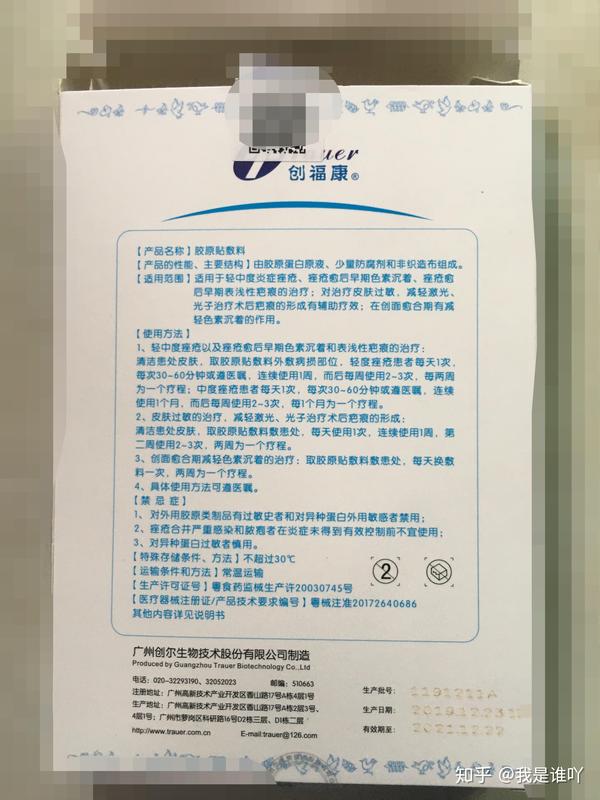 Trauer
创福康®
【产品名称】胶原贴敷料
【产品的性能、主要结构】由胶原蛋白原液、少量防腐剂和非织造布组成。
【适用范围】适用于轻中度炎症痤疮、痤疮愈后早期色素沉着、痤疮愈
后早期表浅性疤痕的治疗；对治疗皮肤过敏，减轻激光、
光子治疗术后疤痕的形成有辅助疗效；在创面愈合期有减
轻色素沉着的作用。
【使用方法】
1、轻中度痤疮以及痤疮愈后早期色素沉着和表浅性疤痕的治疗：
清洁患处皮肤，取胶原贴敷料外敷病损部位，轻度痤疮患者每天1次，
每次30-60分钟或遵医嘱，连续使用1周，而后每周使用2-3次，每两周
为一个疗程；中度痤疮患者每天1次，每次30-60分钟或遵医嘱，连续
使用1个月，而后每周使用2-3次，每1个月为一个疗程。
2、皮肤过敏的治疗，减轻激光、光子治疗术后疤痕的形成：
清洁患处皮肤，取胶原贴敷料敷患处，每天使用1次，连续使用1周，第
二周使用2-3次，两周为一个疗程。
3、创面愈合期减轻色素沉着的治疗：取胶原贴敷料敷患处，每天换敷
料一次，两周为一个疗程。
4、具体使用方法可遵医嘱。
【禁忌症】
1、对外用胶原类制品有过敏史者和对异种蛋白外用敏感者禁用；
2、痤疮合并严重感染和脓疱者在炎症未得到有效控制前不宜使用；
3、对异种蛋白过敏者慎用。
【特殊存储条件、方法】不超过30℃
【运输条件和方法】常温运输
2
【生产许可证号】粤食药监械生产许20030745号
【医疗器械注册证/产品技术要求编号】粤械注准20172640686
其他内容详见说明书
广州创尔生物技术股份有限公司制造
Produced by Guangzhou Trauer Biotechnology Co.,Ltd
电话：020-32293190、32052023 邮编：510663
注册地址：广州高新技术产业开发区香山路17号A栋4层1号
生产地址：广州高新技术产业开发区香山路17号A栋2层3号、
4层1号；广州市萝岗区科研路16号D2栋三层、D1栋二层
http://www.trauer.com.cn E-mail:trauer@126.com
生产批号：1191211A
生产日期：20191223
有效期至：20211222
知乎 @我是谁吖